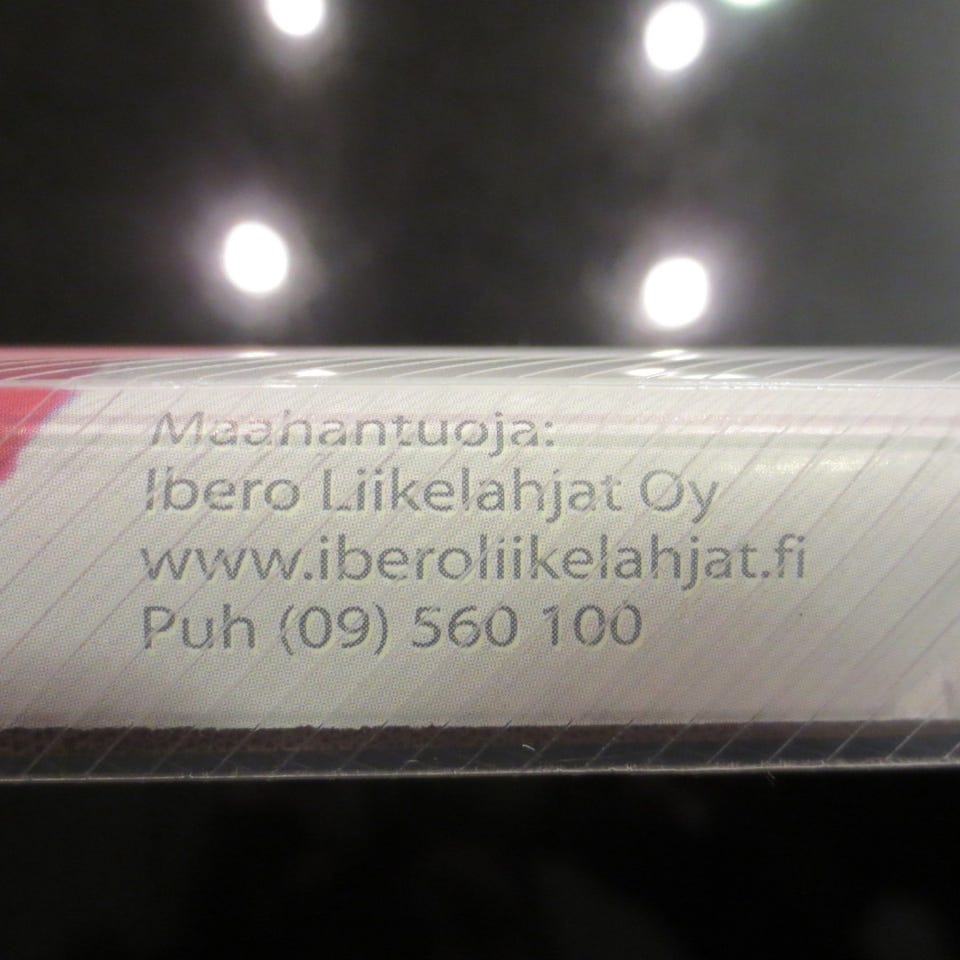 Maahantuoja:
Ibero Liikelahjat Oy
www.iberoliikelahjat.fi
Puh (09) 560 100